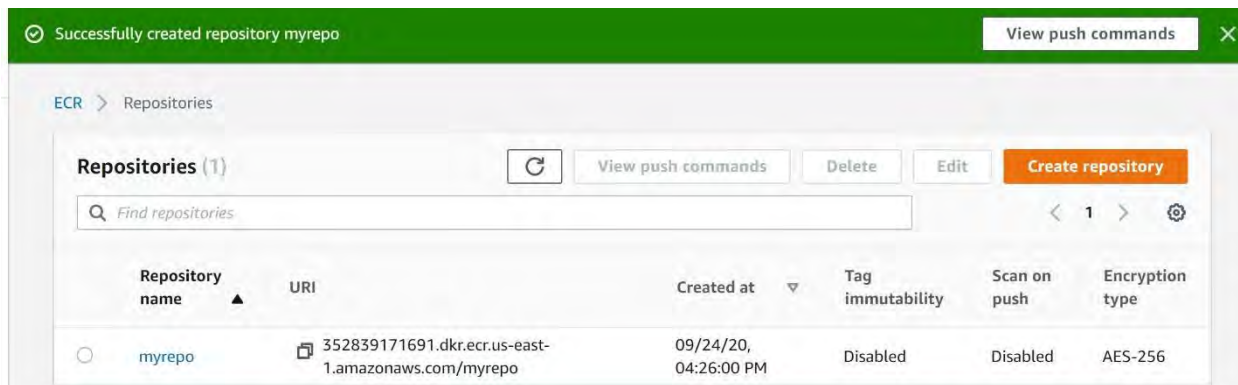 Successfully created repository myrepo
View push commands
ECR > Repositories
Repositories (1)
View push commands
Delete
Edit
Create repository
Find repositories
1
Repository name
URI
Created at
Tag immutability
Scan on push
Encryption type
myrepo
352839171691.dkr.ecr.us-east-
1.amazonaws.com/myrepo
09/24/20,
04:26:00 PM
Disabled
Disabled
AES-256